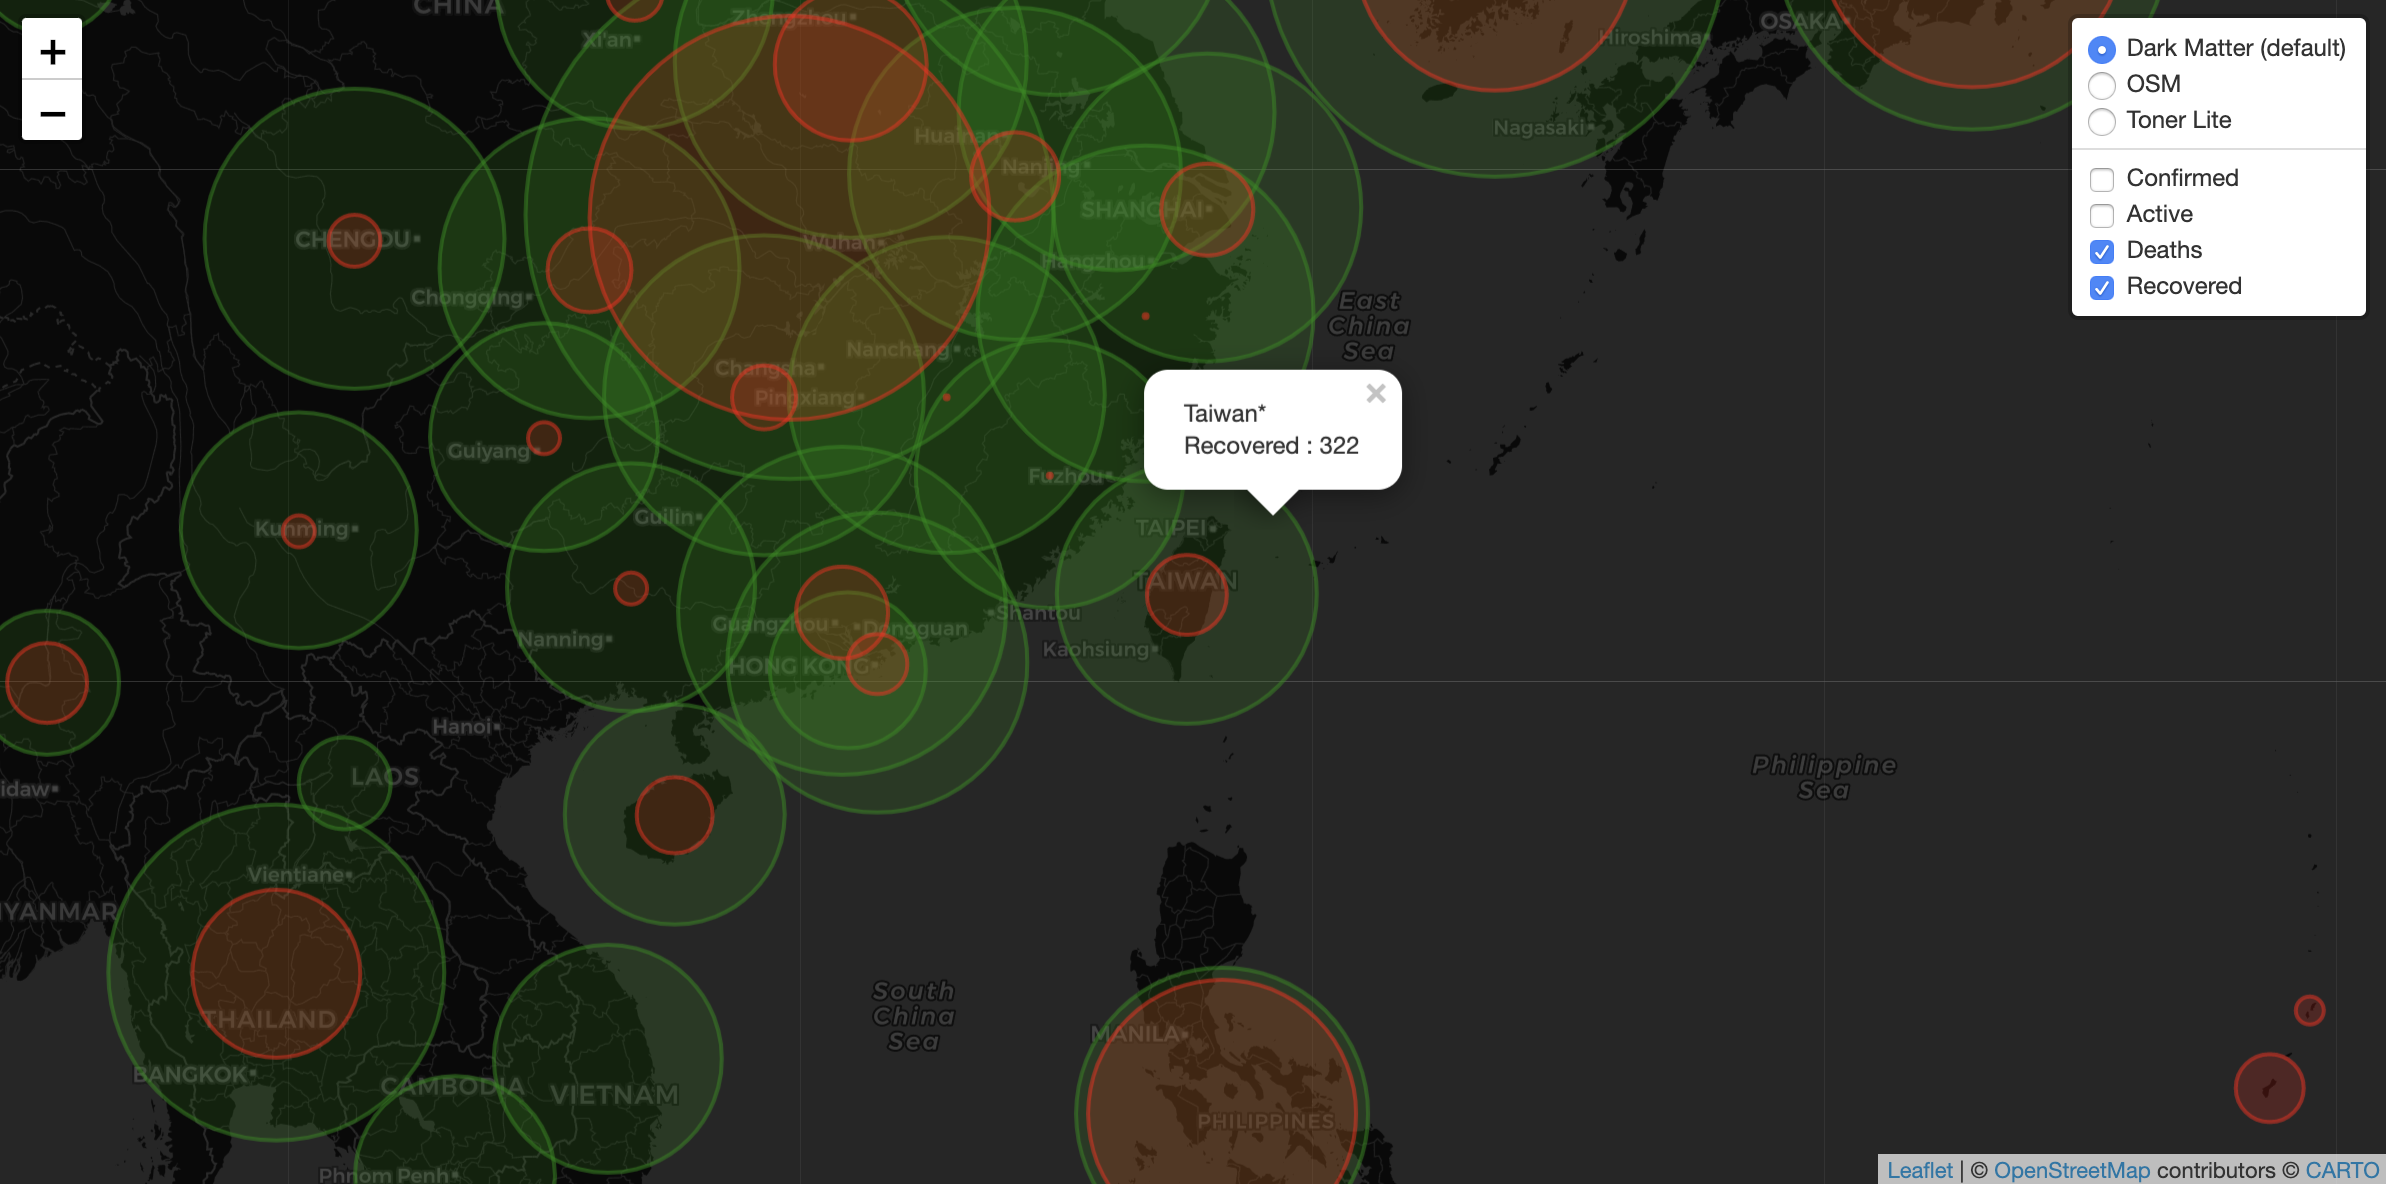 CHINA
Zhengzhou
Xi'an
OSAKA
Hiroshima
+
−
Dark Matter (default)
OSM
Toner Lite
Confirmed
Active
Deaths
Recovered
Nagasaki
Huainan
Nanjing
SHANGHAI
CHENGDU
Wuhan
Hangzhou
Chongqing
East
China
Sea
Nanchang
Changsha
Pingxiang
×
Taiwan*
Recovered : 322
Guiyang
Fuzhou
Guilin
Kunming
TAIPEI
TAIWAN
Shantou
Guangzhou
Dongguan
Nanning
Kaohsiung
HONG KONG
Hanoi
LAOS
idaw
Philippine
Sea
Vientiane
YANMAR
South
China
Sea
THAILAND
MANILA
BANGKOK
CAMBODIA
VIETNAM
PHILIPPINES
Phnom Penh
Leaflet | © OpenStreetMap contributors © CARTO